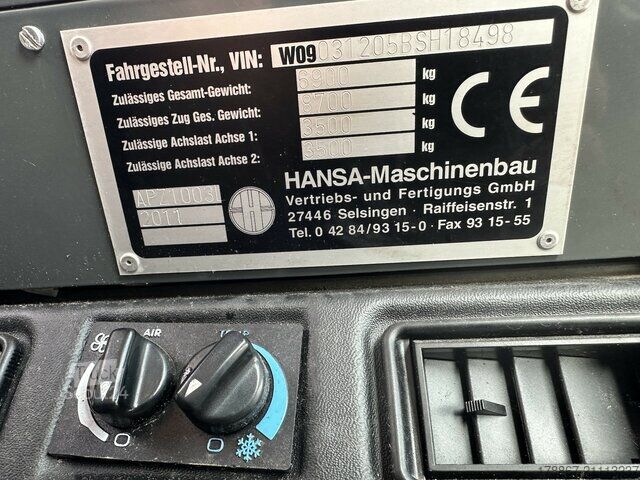 Fahrgestell-Nr., VIN: W09031205BSH18498
Zulässiges Gesamt-Gewicht: 6900 kg
Zulässiges Zug Ges. Gewicht: 8700 kg
Zulässige Achslast Achse 1: 3500 kg
Zulässige Achslast Achse 2: 3500 kg
CE
APZ1003
2011
H
HANSA-Maschinenbau
Vertriebs- und Fertigungs GmbH
27446 Selsingen · Raiffeisenstr. 1
Tel. 0 42 84/93 15-0 · Fax 93 15-55
AIR